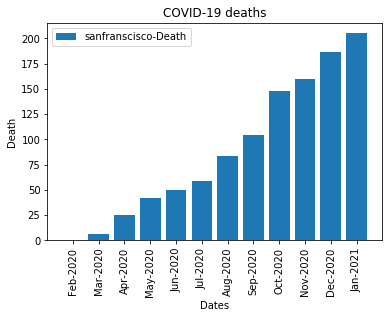 COVID-19 deaths
sanfranscisco-Death
200
175
150
125
100
75
50
25
0
Death
Feb-2020
Mar-2020
Apr-2020
May-2020
Jun-2020
Jul-2020
Aug-2020
Sep-2020
Oct-2020
Nov-2020
Dec-2020
Jan-2021
Dates